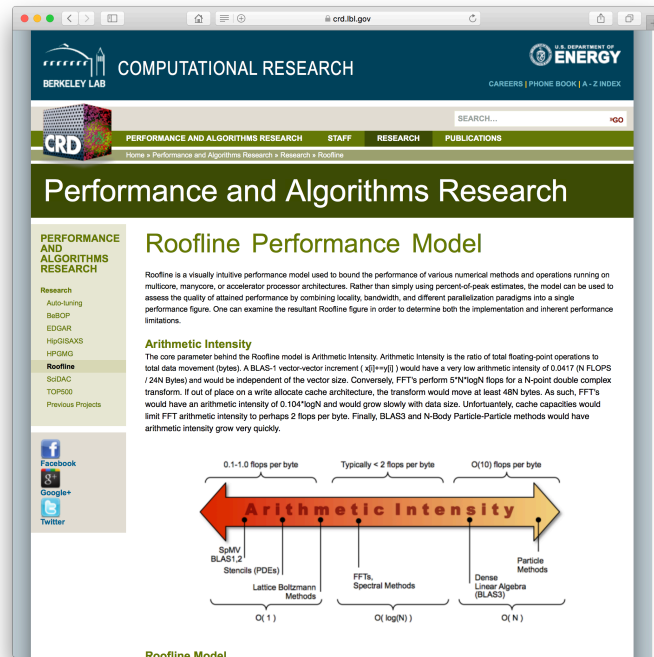 crd.lbl.gov
BERKELEY LAB
COMPUTATIONAL RESEARCH
U.S. DEPARTMENT OF
ENERGY
CAREERS | PHONE BOOK | A - Z INDEX
SEARCH...
»GO
CRD
PERFORMANCE AND ALGORITHMS RESEARCH STAFF RESEARCH PUBLICATIONS
Home » Performance and Algorithms Research » Research » Roofline
Performance and Algorithms Research
PERFORMANCE
AND
ALGORITHMS
RESEARCH
Research
Auto-tuning
BeBOP
EDGAR
HipGISAXS
HPGMG
Roofline
SciDAC
TOP500
Previous Projects
Facebook
Google+
Twitter
Roofline Performance Model
Roofline is a visually intuitive performance model used to bound the performance of various numerical methods and operations running on
multicore, manycore, or accelerator processor architectures. Rather than simply using percent-of-peak estimates, the model can be used to
assess the quality of attained performance by combining locality, bandwidth, and different parallelization paradigms into a single
performance figure. One can examine the resultant Roofline figure in order to determine both the implementation and inherent performance
limitations.
Arithmetic Intensity
The core parameter behind the Roofline model is Arithmetic Intensity. Arithmetic Intensity is the ratio of total floating-point operations to
total data movement (bytes). A BLAS-1 vector-vector increment ( x[i]+=y[i] ) would have a very low arithmetic intensity of 0.0417 (N FLOPS
/ 24N Bytes) and would be independent of the vector size. Conversely, FFT's perform 5*N*logN flops for a N-point double complex
transform. If out of place on a write allocate cache architecture, the transform would move at least 48N bytes. As such, FFT's
would have an arithmetic intensity of 0.104*logN and would grow slowly with data size. Unfortuantely, cache capacities would
limit FFT arithmetic intensity to perhaps 2 flops per byte. Finally, BLAS3 and N-Body Particle-Particle methods would have
arithmetic intensity grow very quickly.
0.1-1.0 flops per byte Typically < 2 flops per byte O(10) flops per byte
Arithmetic Intensity
SpMV
BLAS1,2
Stencils (PDEs)
Lattice Boltzmann
Methods
FFTs,
Spectral Methods
Dense
Linear Algebra
(BLAS3)
Particle
Methods
O( 1 ) O( log(N) ) O( N )
Roofline Model